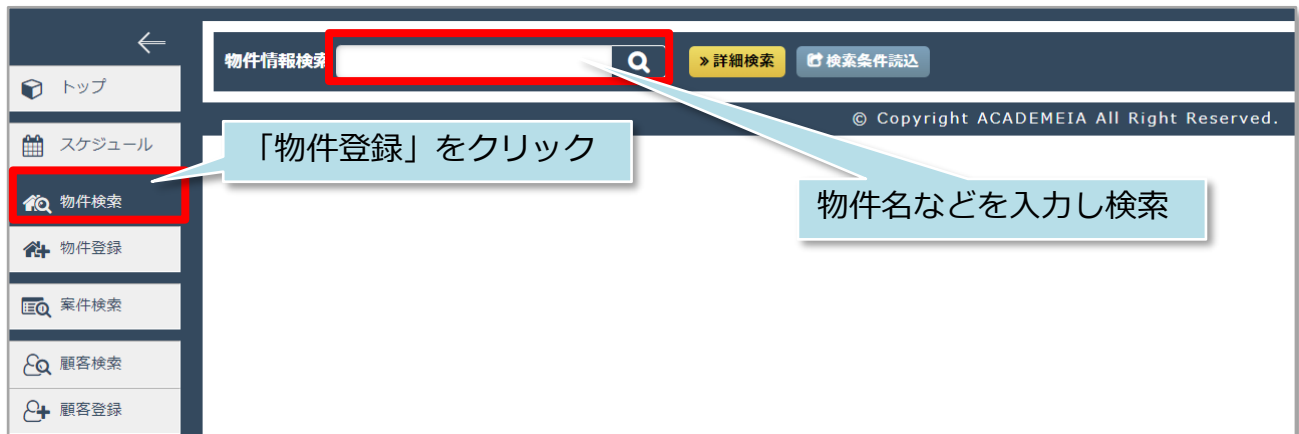 物件情報検索
» 詳細検索
検索条件読込
トップ
© Copyright ACADEMEIA All Right Reserved.
スケジュール
「物件登録」をクリック
物件検索
物件名などを入力し検索
物件登録
案件検索
顧客検索
顧客登録